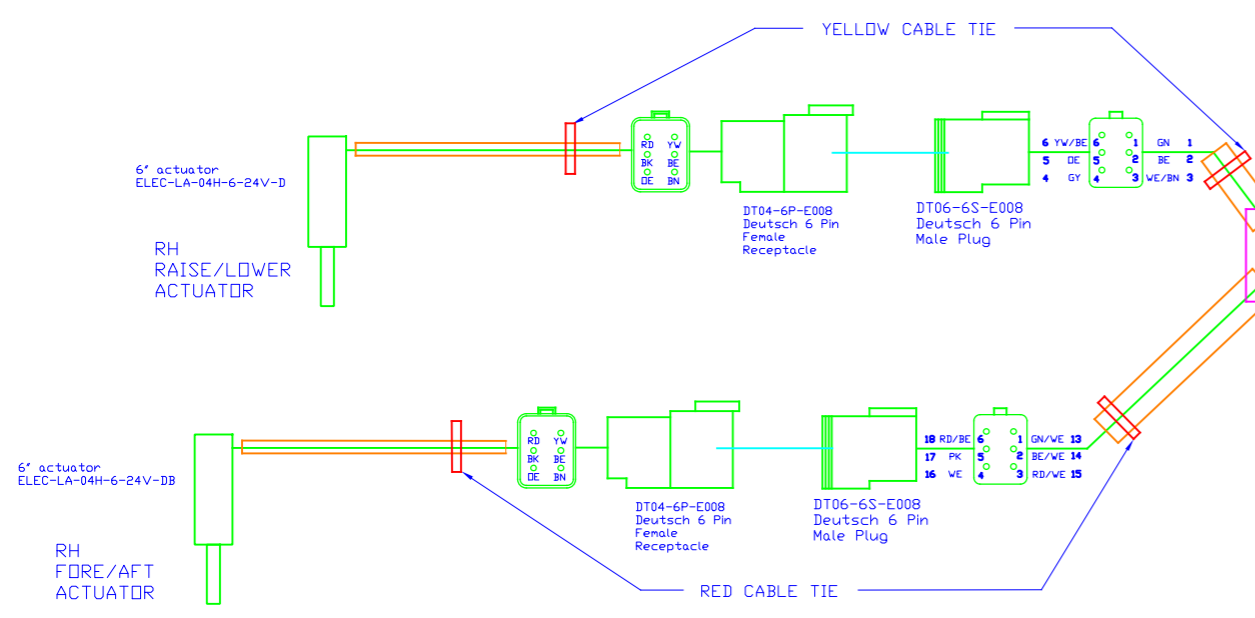 YELLOW CABLE TIE
6" actuator
ELEC-LA-04H-6-24V-D
RH
RAISE/LOWER
ACTUATOR
RD YW
BK BE
OE BN
DT04-6P-E008
Deutsch 6 Pin
Female
Receptacle
DT06-6S-E008
Deutsch 6 Pin
Male Plug
6 YW/BE 6 1 GN 1
5 OE 5 2 BE 2
4 GY 4 3 WE/BN 3
6" actuator
ELEC-LA-04H-6-24V-DB
RH
FORE/AFT
ACTUATOR
RD YW
BK BE
OE BN
DT04-6P-E008
Deutsch 6 Pin
Female
Receptacle
DT06-6S-E008
Deutsch 6 Pin
Male Plug
18 RD/BE 6 1 GN/WE 13
17 PK 5 2 BE/WE 14
16 WE 4 3 RD/WE 15
RED CABLE TIE